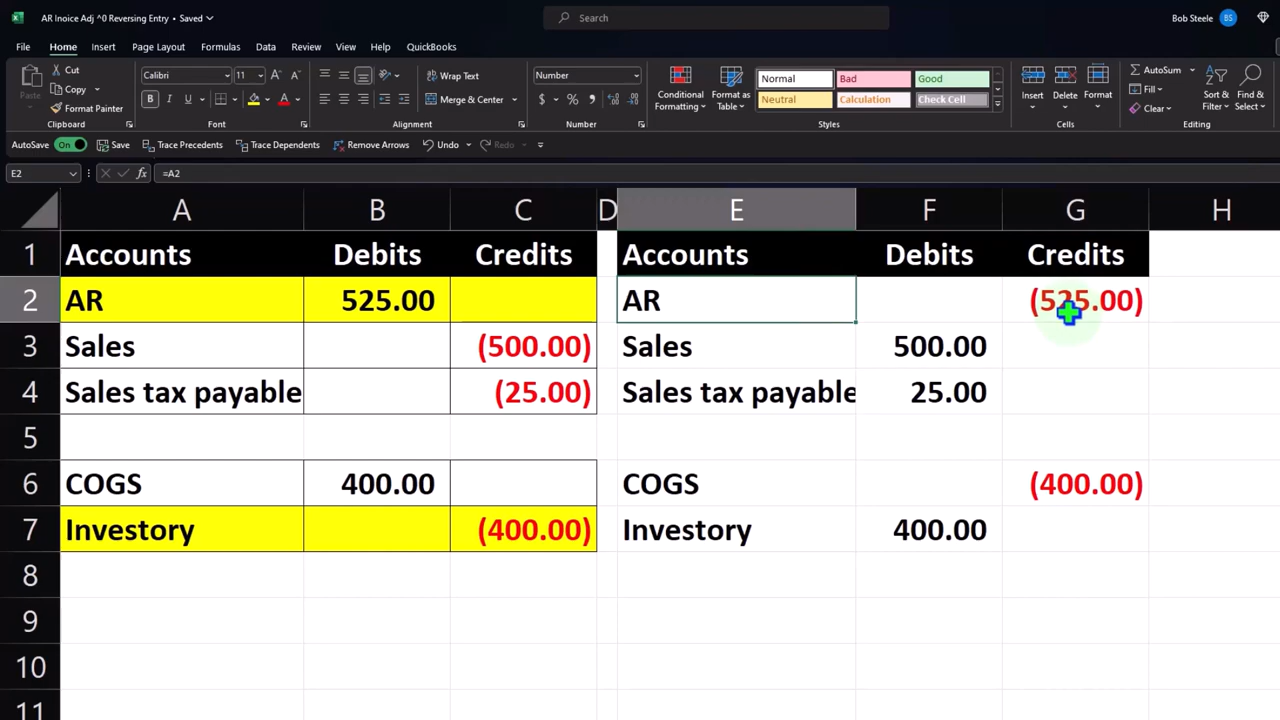 AR Inoice Adj ^0 Reversing Entry • Saved
Search
Bob Steele BS
File Home Insert Page Layout Formulas Data Review View Help QuickBooks
Paste
Cut
Copy
Format Painter
Clipboard
Calibri 11
B I U
Font
Wrap Text
Merge & Center
Alignment
Number
$ %
Number
Conditional Formatting
Format as Table
Normal Bad Good
Neutral Calculation Check Cell
Styles
Insert Delete Format
Cells
AutoSum
Fill
Clear
Sort & Filter
Find & Select
Editing
AutoSave On Save Trace Precedents Trace Dependents Remove Arrows Undo Redo
E2 fx =A2
A B C D E F G H
1 Accounts Debits Credits Accounts Debits Credits
2 AR 525.00 AR (525.00)
3 Sales (500.00) Sales 500.00
4 Sales tax payable (25.00) Sales tax payable 25.00
5
6 COGS 400.00 COGS (400.00)
7 Investory (400.00) Investory 400.00
8
9
10
11